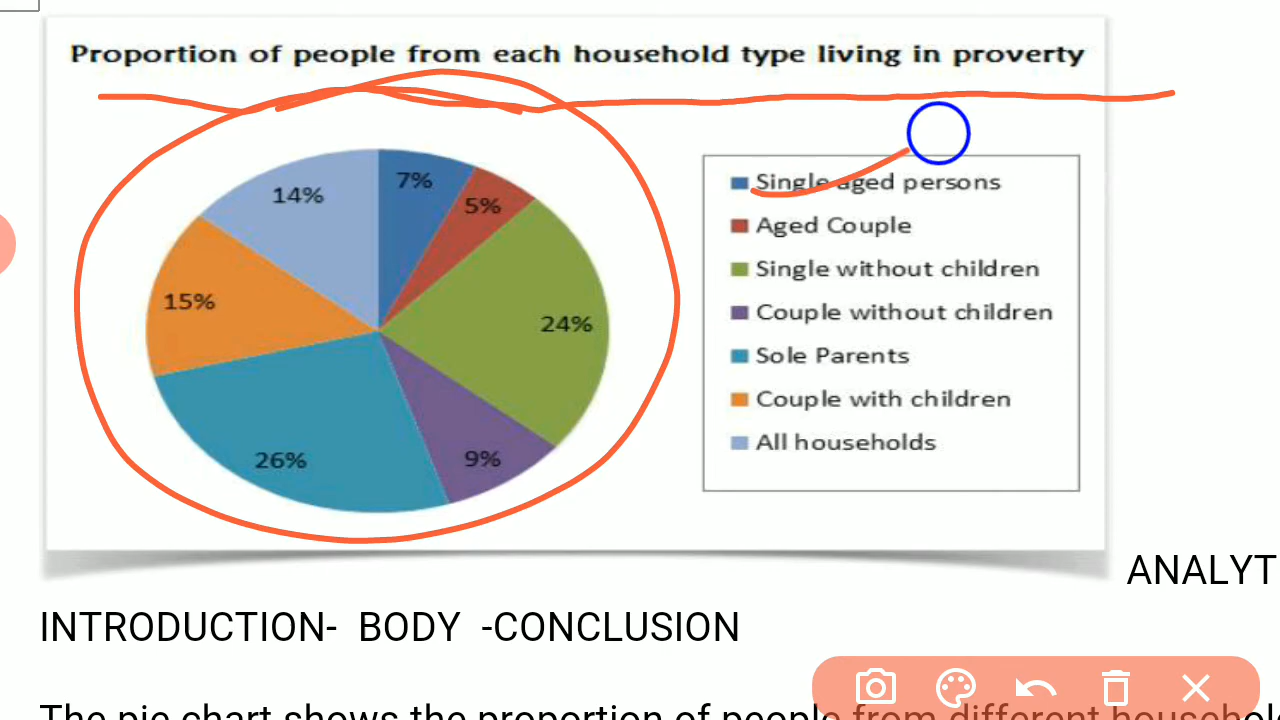 Proportion of people from each household type living in proverty
14%
7%
5%
15%
24%
26%
9%
Single aged persons
Aged Couple
Single without children
Couple without children
Sole Parents
Couple with children
All households
ANALYT
INTRODUCTION- BODY -CONCLUSION
The pie chart shows the proportion of people from different househol